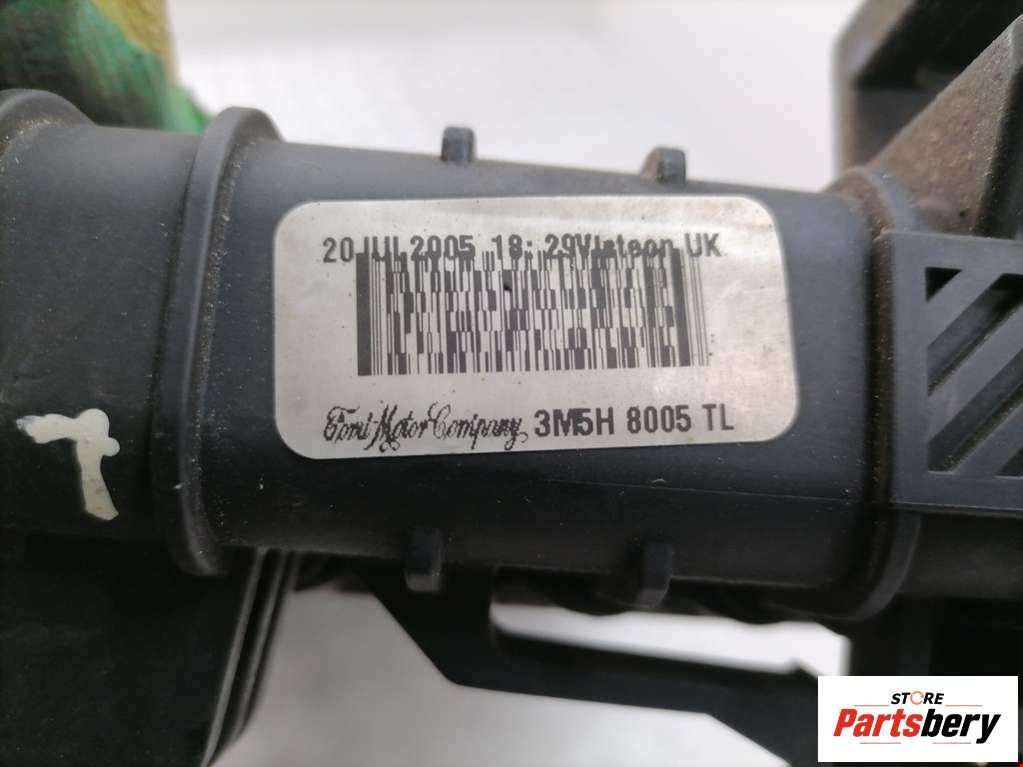 20 JUL 2005 18: 29Visteon UK
Ford Motor Company 3M5H 8005 TL
L
STORE
Partsbery